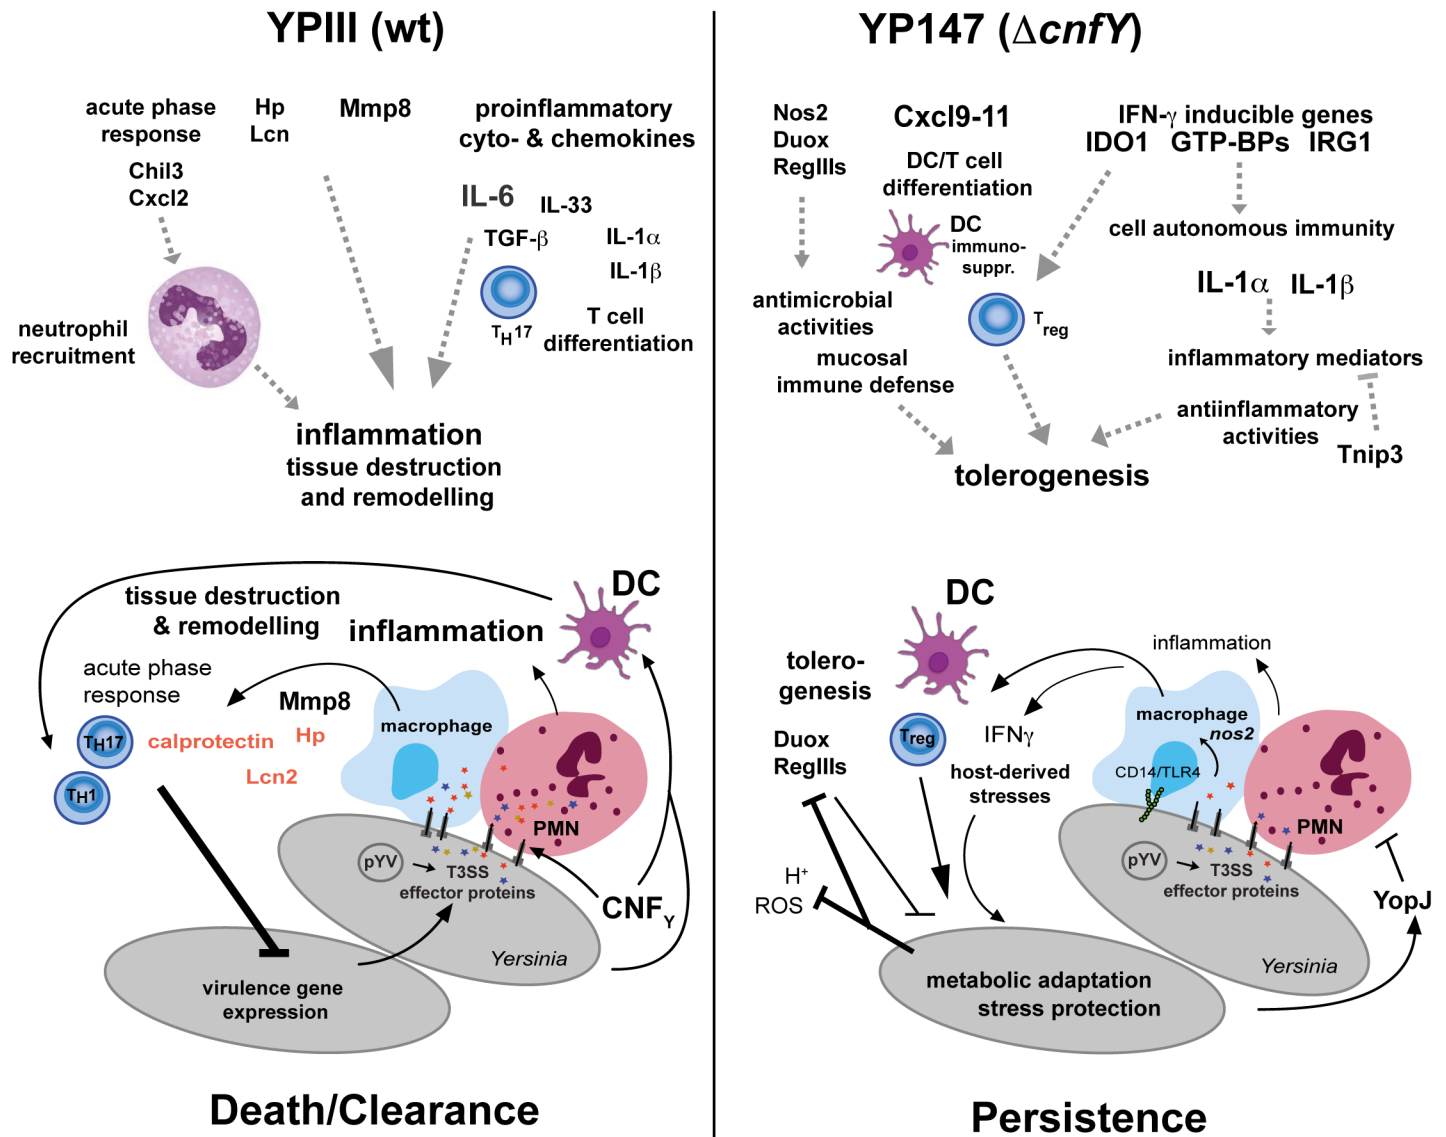 YPIII (wt)
acute phase
response
Chil3
Cxcl2
Hp
Lcn
Mmp8
proinflammatory
cyto- & chemokines
IL-6
IL-33
TGF-β
IL-1α
IL-1β
TH17
T cell
differentiation
neutrophil
recruitment
inflammation
tissue destruction
and remodelling
DC
tissue destruction
& remodelling
inflammation
acute phase
response
Mmp8
macrophage
TH17
calprotectin
Hp
Lcn2
TH1
PMN
pYV
T3SS
effector proteins
CNFY
Yersinia
virulence gene
expression
Death/Clearance
YP147 (ΔcnfY)
Nos2
Duox
RegIIIs
Cxcl9-11
DC/T cell
differentiation
DC
immuno-
suppr.
IFN-γ inducible genes
IDO1 GTP-BPs IRG1
cell autonomous immunity
IL-1α IL-1β
Treg
antimicrobial
activities
mucosal
immune defense
inflammatory mediators
antiinflammatory
activities
Tnip3
tolerogenesis
DC
tolero-
genesis
inflammation
macrophage
nos2
Treg
IFNγ
Duox
RegIIIs
host-derived
stresses
CD14/TLR4
PMN
pYV
T3SS
effector proteins
H+
ROS
YopJ
Yersinia
metabolic adaptation
stress protection
Persistence